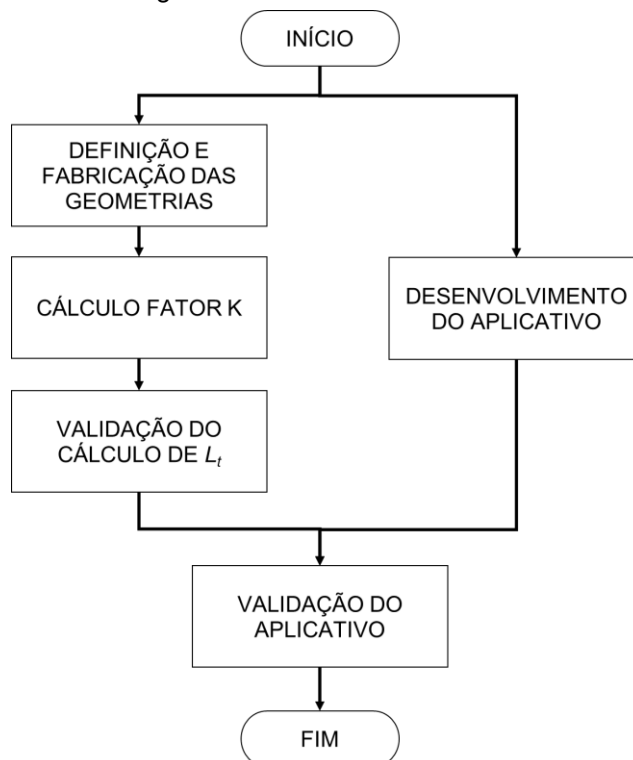 INÍCIO
DEFINIÇÃO E
FABRICAÇÃO DAS
GEOMETRIAS
CÁLCULO FATOR K
DESENVOLVIMENTO
DO APLICATIVO
VALIDAÇÃO DO
CÁLCULO DE Lt
VALIDAÇÃO DO
APLICATIVO
FIM